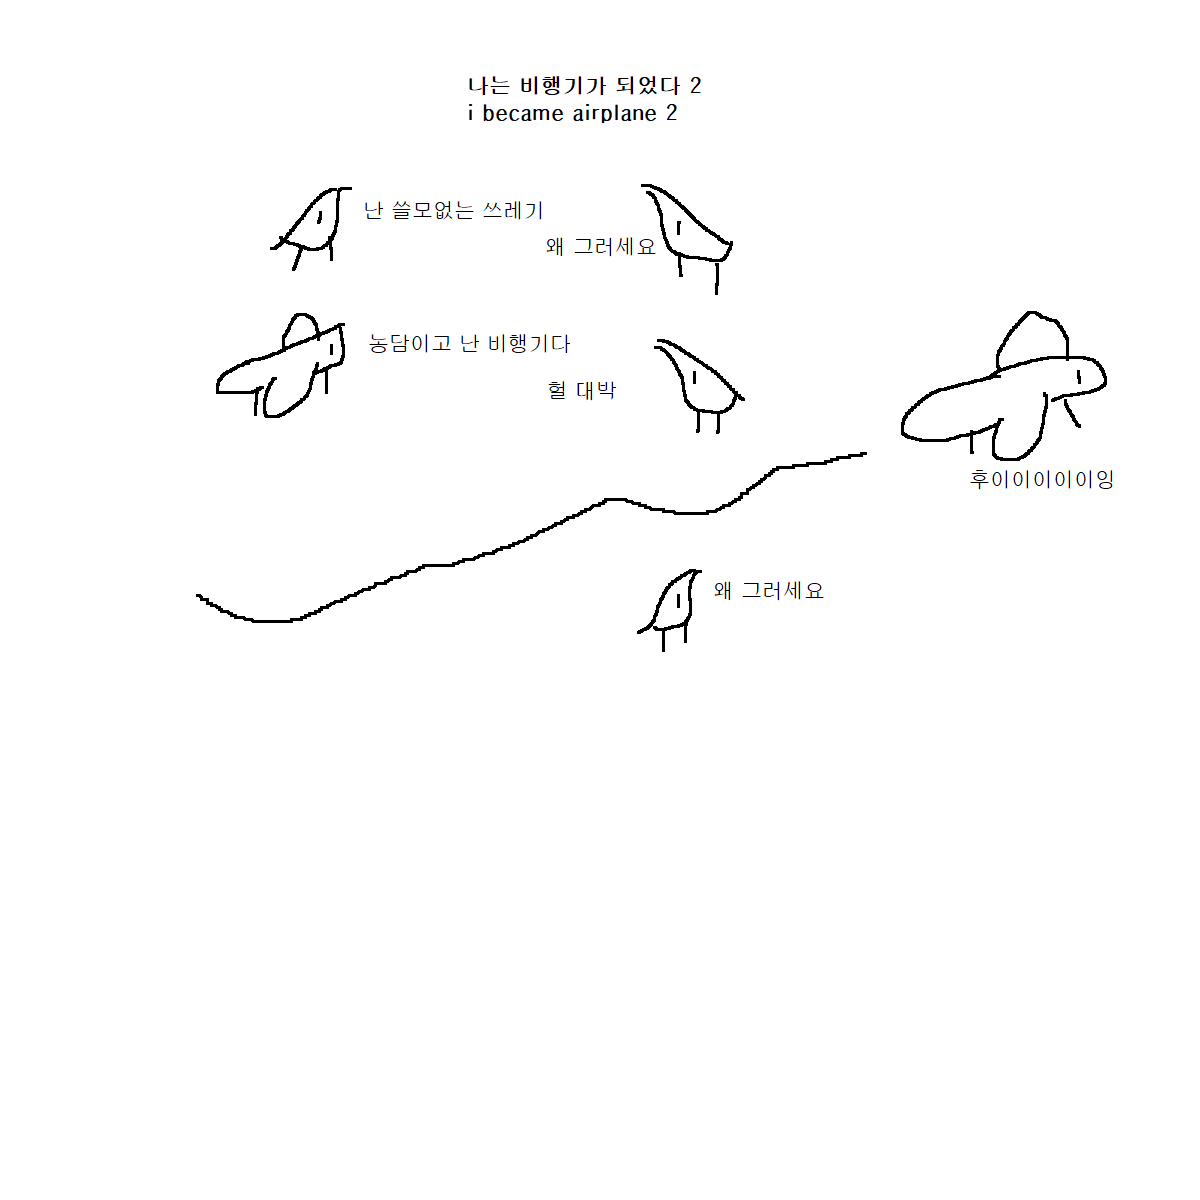 나는 비행기가 되었다 2
i became airplane 2
난 쓸모없는 쓰레기
왜 그러세요
농담이고 난 비행기다
헐 대박
후이이이이이잉
왜 그러세요